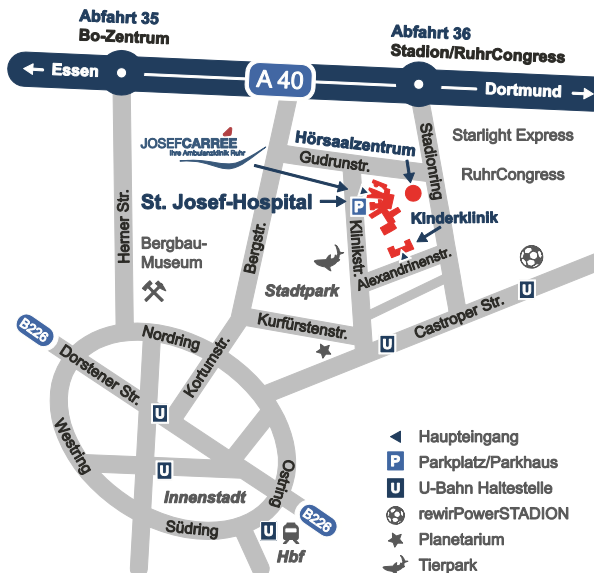 Abfahrt 35
Bo-Zentrum
Abfahrt 36
Stadion/RuhrCongress
Essen
A 40
Dortmund
JOSEFCARRÉE
Ihre Ambulanzklinik Ruhr
Hörsaalzentrum
Gudrunstr.
Stadionring
Starlight Express
RuhrCongress
St. Josef-Hospital
P
Kinderklinik
Herner Str.
Bergstr.
Klinikstr.
Alexandrinenstr.
Bergbau-
Museum
Stadtpark
U
Castroper Str.
Kurfürstenstr.
U
B226
Nordring
Dorstener Str.
Kortumstr.
U
Westring
U
Innenstadt
Ostring
Südring
B226
U
Hbf
Haupteingang
P Parkplatz/Parkhaus
U U-Bahn Haltestelle
rewirPowerSTADION
Planetarium
Tierpark